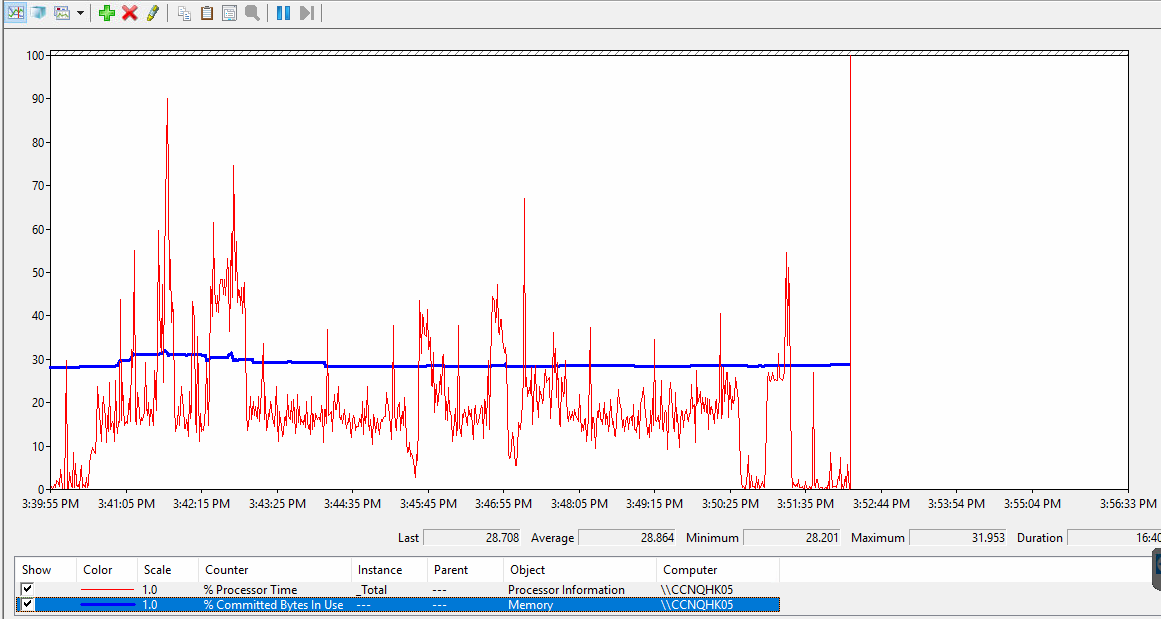 100
90
80
70
60
50
40
30
20
10
0
3:39:55 PM 3:41:05 PM 3:42:15 PM 3:43:25 PM 3:44:35 PM 3:45:45 PM 3:46:55 PM 3:48:05 PM 3:49:15 PM 3:50:25 PM 3:51:35 PM 3:52:44 PM 3:53:54 PM 3:55:04 PM 3:56:33 PM
Last 28.708 Average 28.864 Minimum 28.201 Maximum 31.953 Duration 16:40
Show Color Scale Counter Instance Parent Object Computer
1.0 % Processor Time _Total --- Processor Information \\CCNQHK05
1.0 % Committed Bytes In Use --- --- Memory \\CCNQHK05